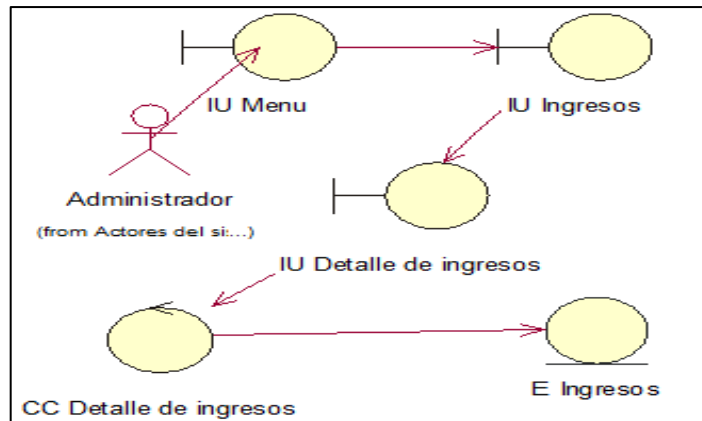 IU Menu
IU Ingresos
Administrador
(from Actores del si:...)
IU Detalle de ingresos
E Ingresos
CC Detalle de ingresos